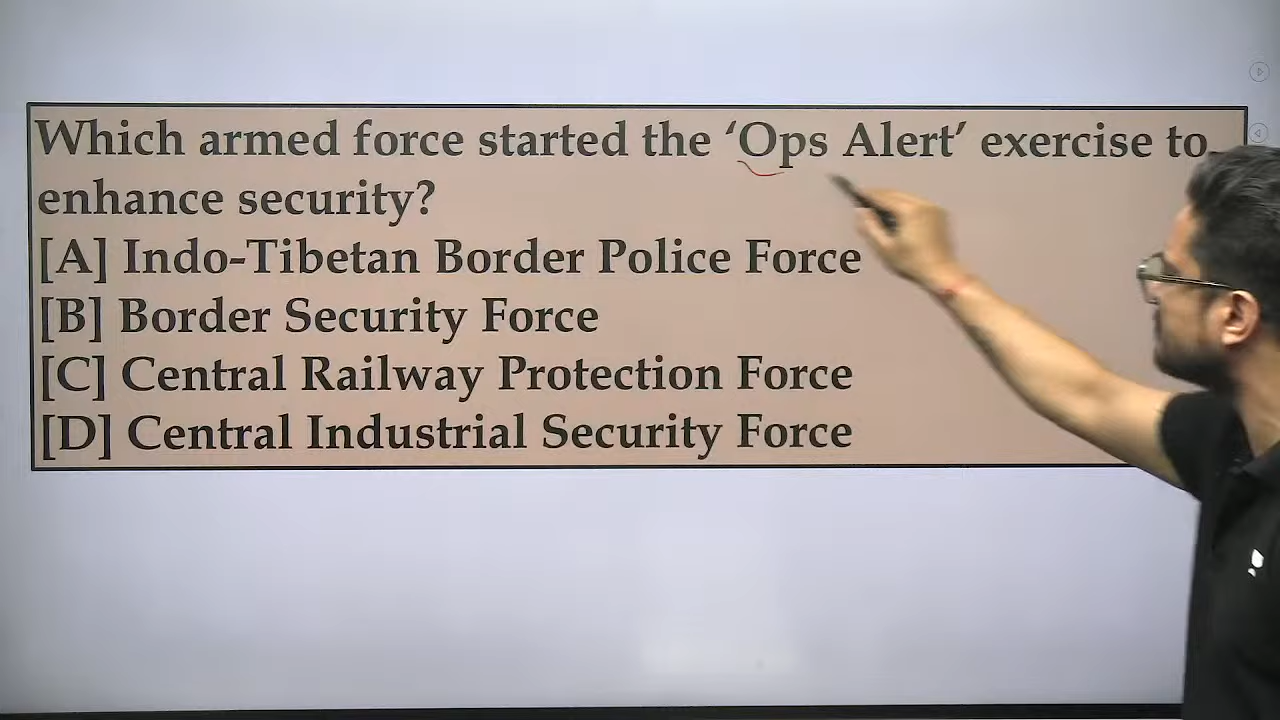 Which armed force started the ‘Ops Alert’ exercise to
enhance security?
[A] Indo-Tibetan Border Police Force
[B] Border Security Force
[C] Central Railway Protection Force
[D] Central Industrial Security Force